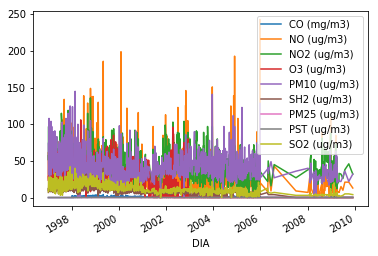 250
200
150
100
50
0
CO (mg/m3)
NO (ug/m3)
NO2 (ug/m3)
O3 (ug/m3)
PM10 (ug/m3)
SH2 (ug/m3)
PM25 (ug/m3)
PST (ug/m3)
SO2 (ug/m3)
1998 2000 2002 2004 2006 2008 2010
DIA